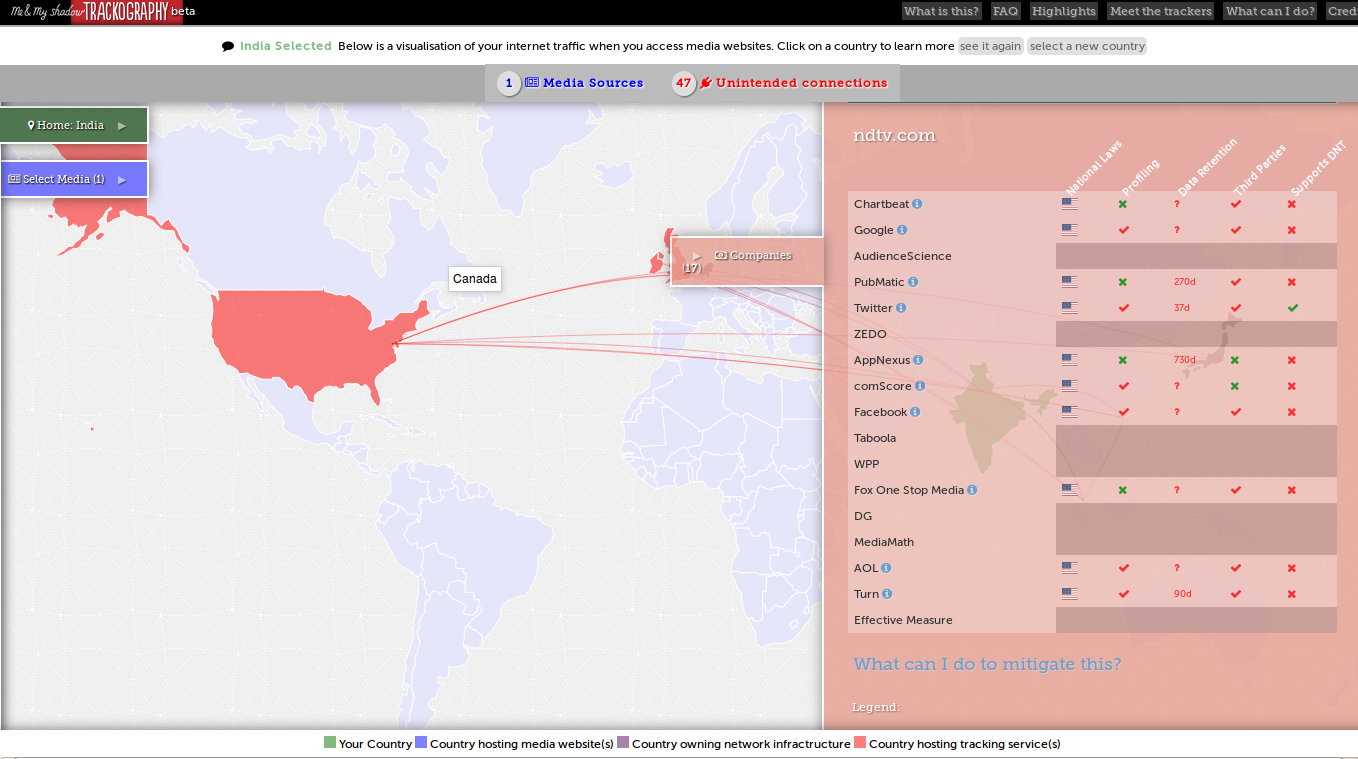 Me & My shadow TRACKOGRAPHY beta
What is this? FAQ Highlights Meet the trackers What can I do?
India Selected Below is a visualisation of your internet traffic when you access media websites. Click on a country to learn more see it again select a new country
1 Media Sources 47 Unintended connections
Home: India ▶
Select Media (1) ▶
Canada
▶ Companies
(17)
ndtv.com
National Laws Profiling Data Retention Third Parties Supports DNT
Chartbeat ?
Google ?
AudienceScience
PubMatic 270d
Twitter 37d
ZEDO
AppNexus 730d
comScore ?
Facebook ?
Taboola
WPP
Fox One Stop Media ?
DG
MediaMath
AOL ?
Turn 90d
Effective Measure
What can I do to mitigate this?
Legend:
Your Country Country hosting media website(s) Country owning network infractructure Country hosting tracking service(s)